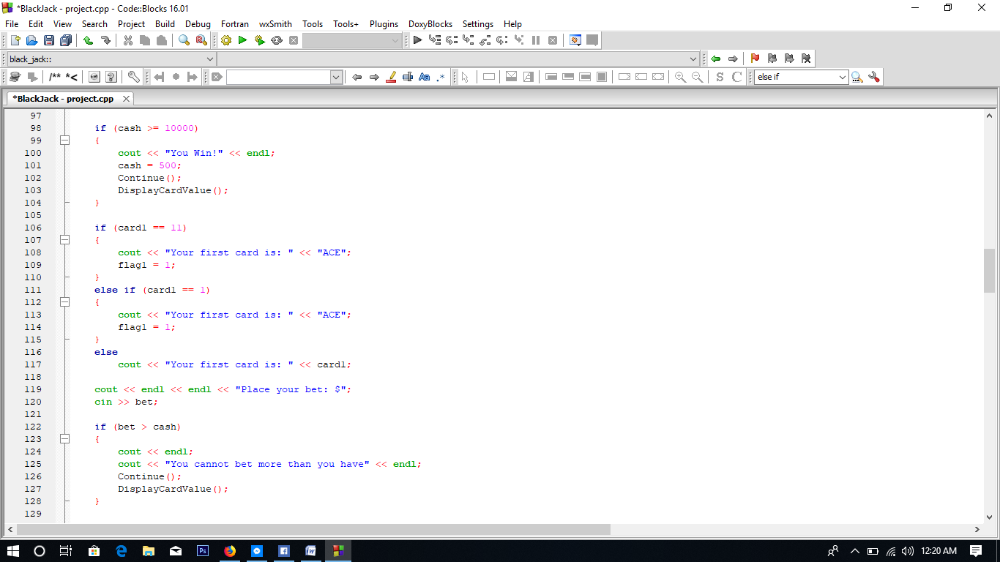 *BlackJack - project.cpp - Code::Blocks 16.01
File Edit View Search Project Build Debug Fortran wxSmith Tools Tools+ Plugins DoxyBlocks Settings Help
black_jack::
/** *< Aa .* S C else if
*BlackJack - project.cpp
97
98 if (cash >= 10000)
99 {
100 cout << "You Win!" << endl;
101 cash = 500;
102 Continue();
103 DisplayCardValue();
104 }
105
106 if (card1 == 11)
107 {
108 cout << "Your first card is: " << "ACE";
109 flag1 = 1;
110 }
111 else if (card1 == 1)
112 {
113 cout << "Your first card is: " << "ACE";
114 flag1 = 1;
115 }
116 else
117 cout << "Your first card is: " << card1;
118
119 cout << endl << endl << "Place your bet: $";
120 cin >> bet;
121
122 if (bet > cash)
123 {
124 cout << endl;
125 cout << "You cannot bet more than you have" << endl;
126 Continue();
127 DisplayCardValue();
128 }
129
Ps f W 12:20 AM